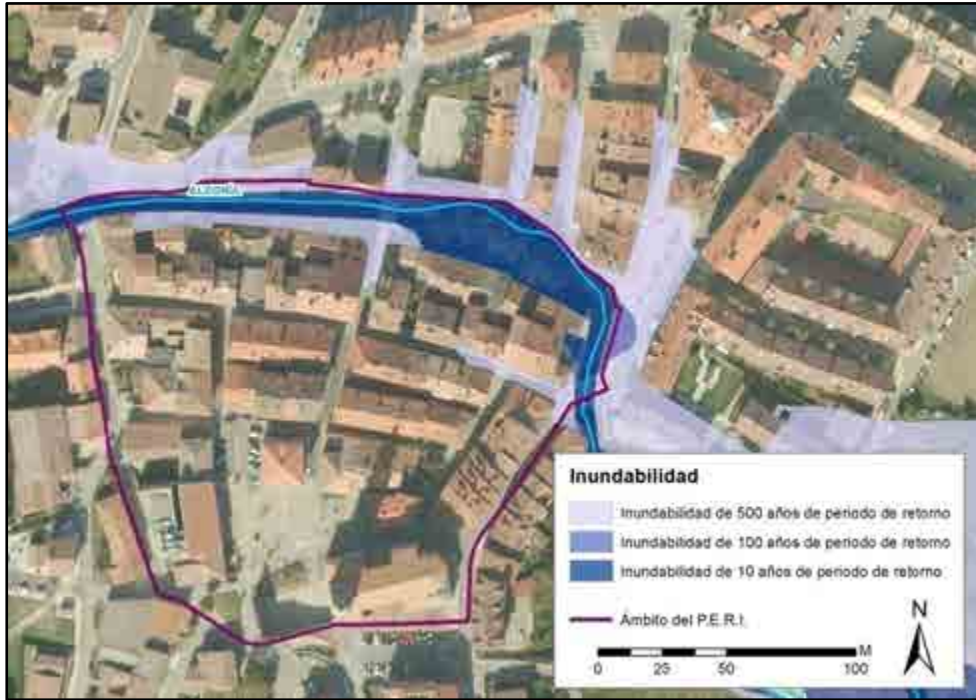 Inundabilidad
Inundabilidad de 500 años de periodo de retorno
Inundabilidad de 100 años de periodo de retorno
Inundabilidad de 10 años de periodo de retorno
Ámbito del P.E.R.I.
N
M
0 25 50 100